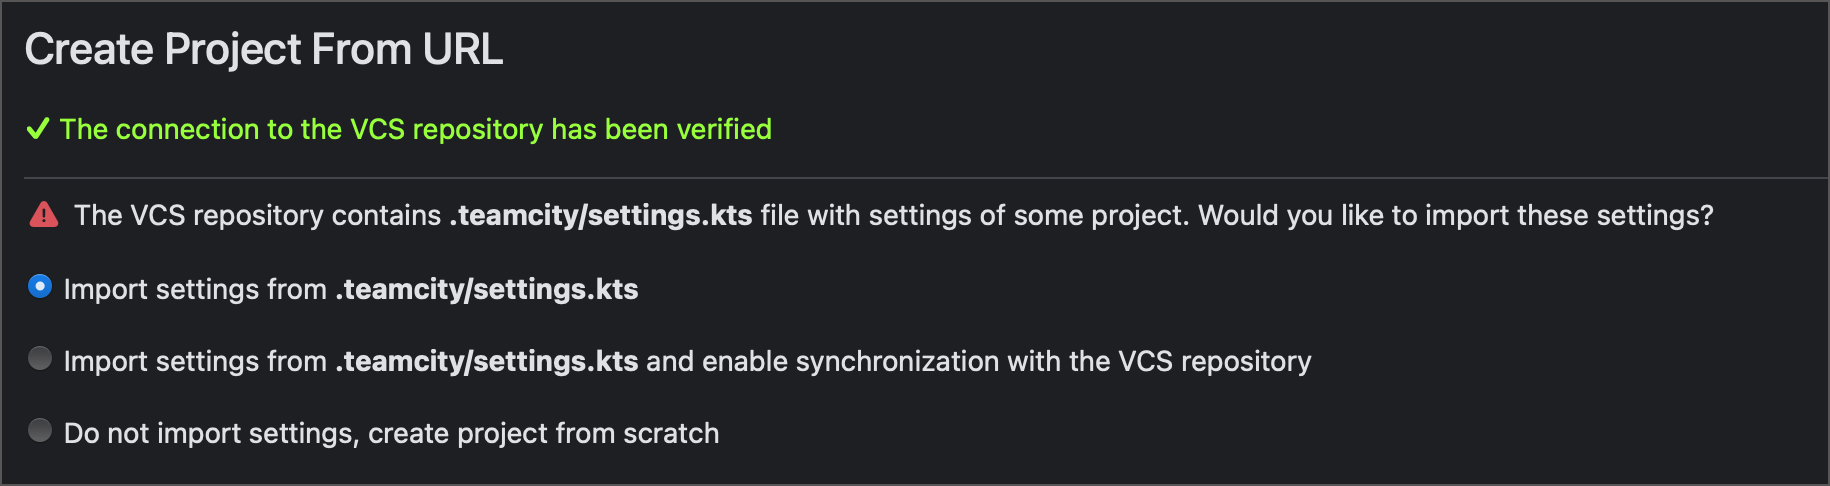 Create Project From URL
The connection to the VCS repository has been verified
The VCS repository contains .teamcity/settings.kts file with settings of some project. Would you like to import these settings?
Import settings from .teamcity/settings.kts
Import settings from .teamcity/settings.kts and enable synchronization with the VCS repository
Do not import settings, create project from scratch